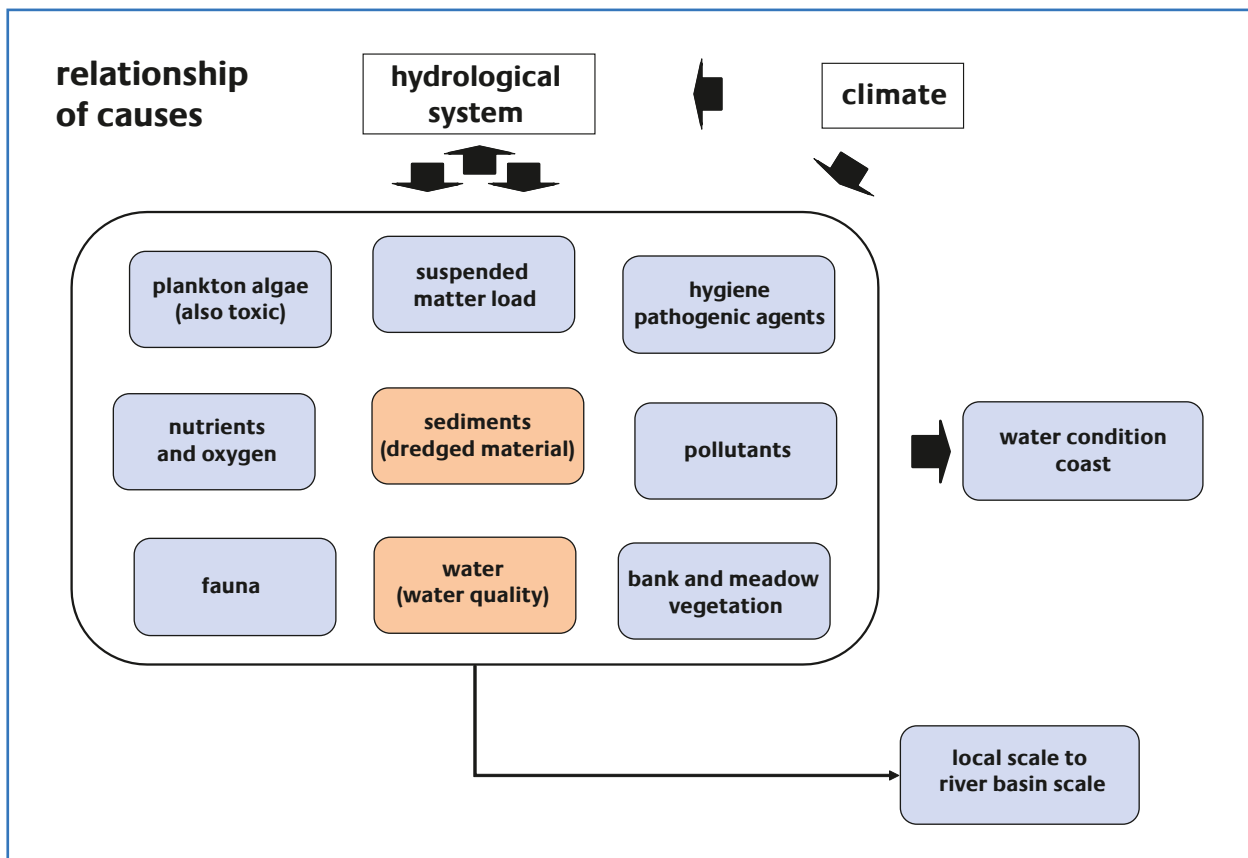 relationship
of causes
hydrological
system
climate
plankton algae
(also toxic)
suspended
matter load
hygiene
pathogenic agents
nutrients
and oxygen
sediments
(dredged material)
pollutants
water condition
coast
fauna
water
(water quality)
bank and meadow
vegetation
local scale to
river basin scale